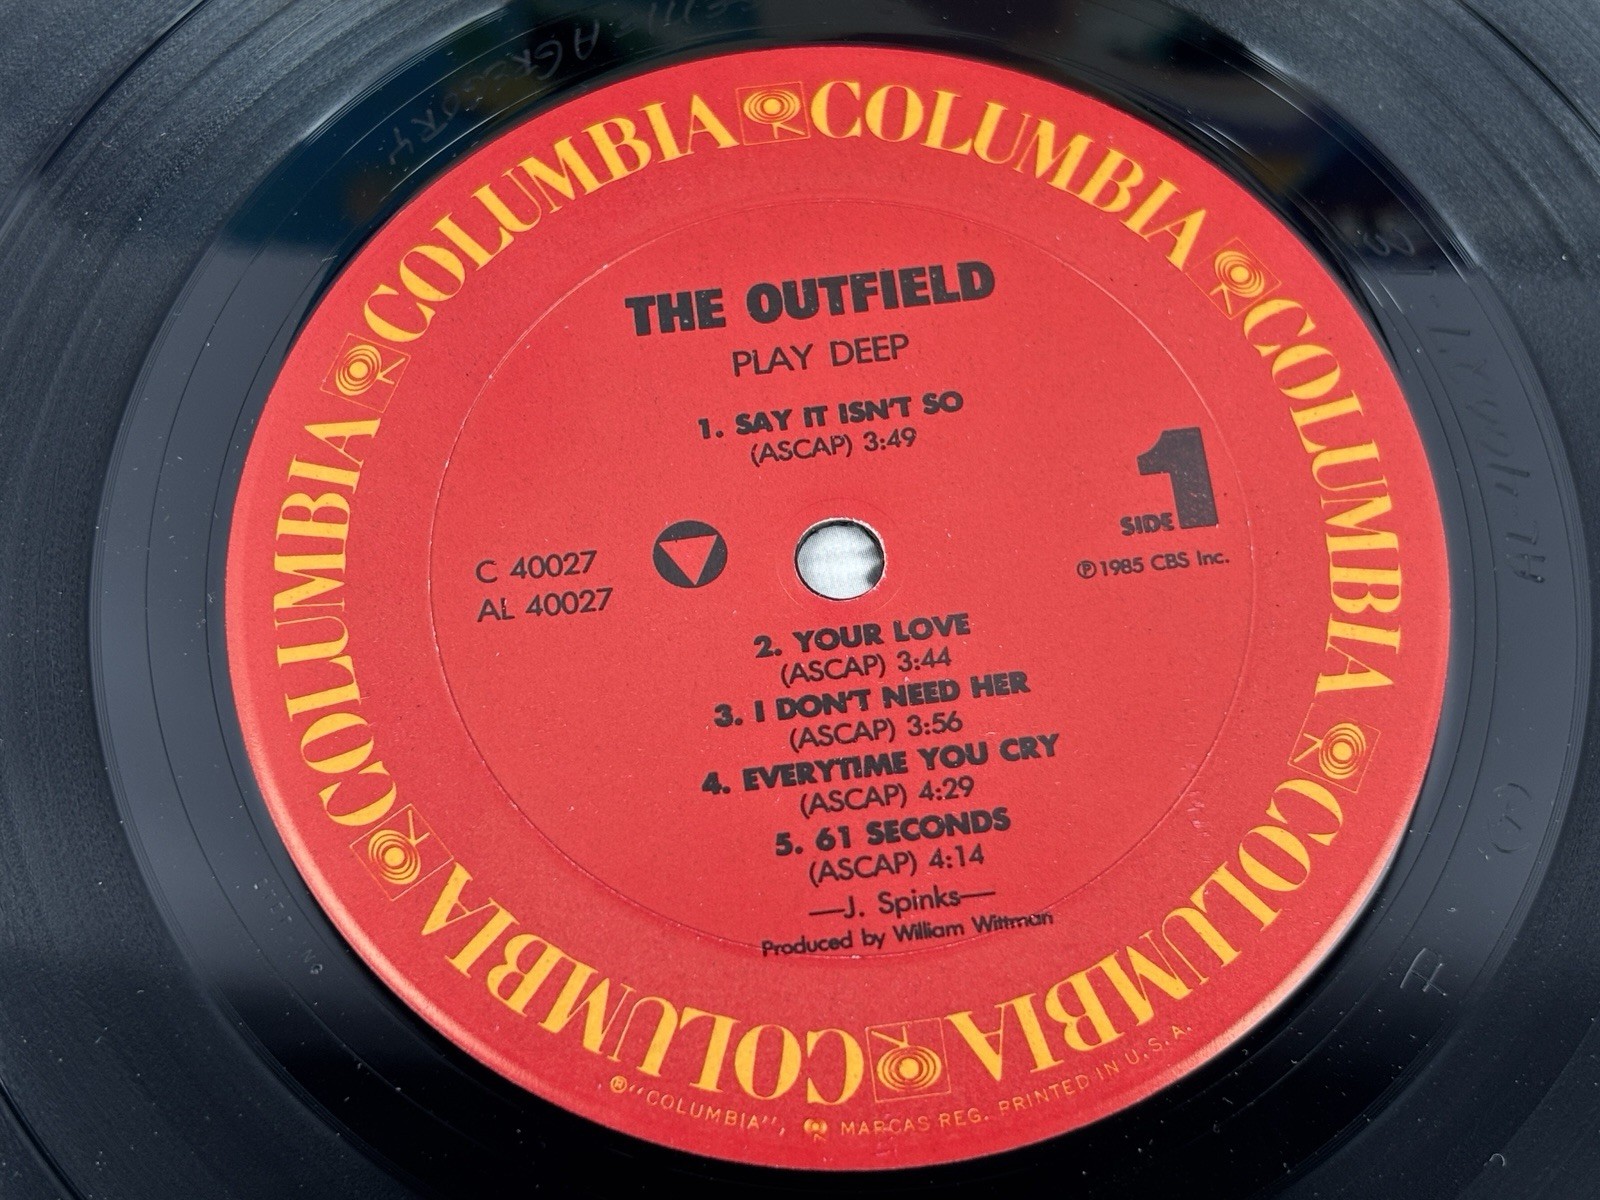 COLUMBIA COLUMBIA COLUMBIA COLUMBIA COLUMBIA COLUMBIA COLUMBIA
THE OUTFIELD
PLAY DEEP
1. SAY IT ISN'T SO
(ASCAP) 3:49
SIDE 1
C 40027
AL 40027
℗1985 CBS Inc.
2. YOUR LOVE
(ASCAP) 3:44
3. I DON'T NEED HER
(ASCAP) 3:56
4. EVERYTIME YOU CRY
(ASCAP) 4:29
5. 61 SECONDS
(ASCAP) 4:14
—J. Spinks—
Produced by William Wittman
®"COLUMBIA", MARCAS REG. PRINTED IN U.S.A.